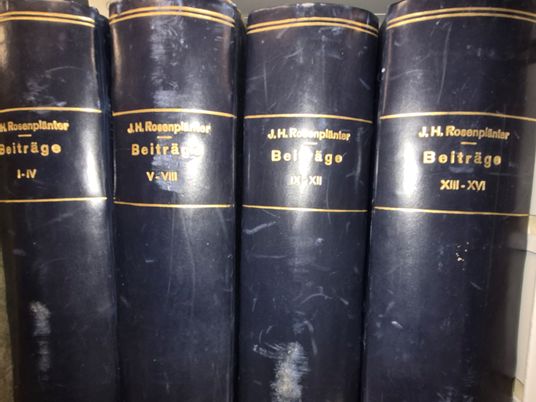 J.H. Rosenplänter
Beiträge
I-IV
J.H. Rosenplänter
Beiträge
V-VIII
J.H. Rosenplänter
Beiträge
IX-XII
J.H. Rosenplänter
Beiträge
XIII-XVI